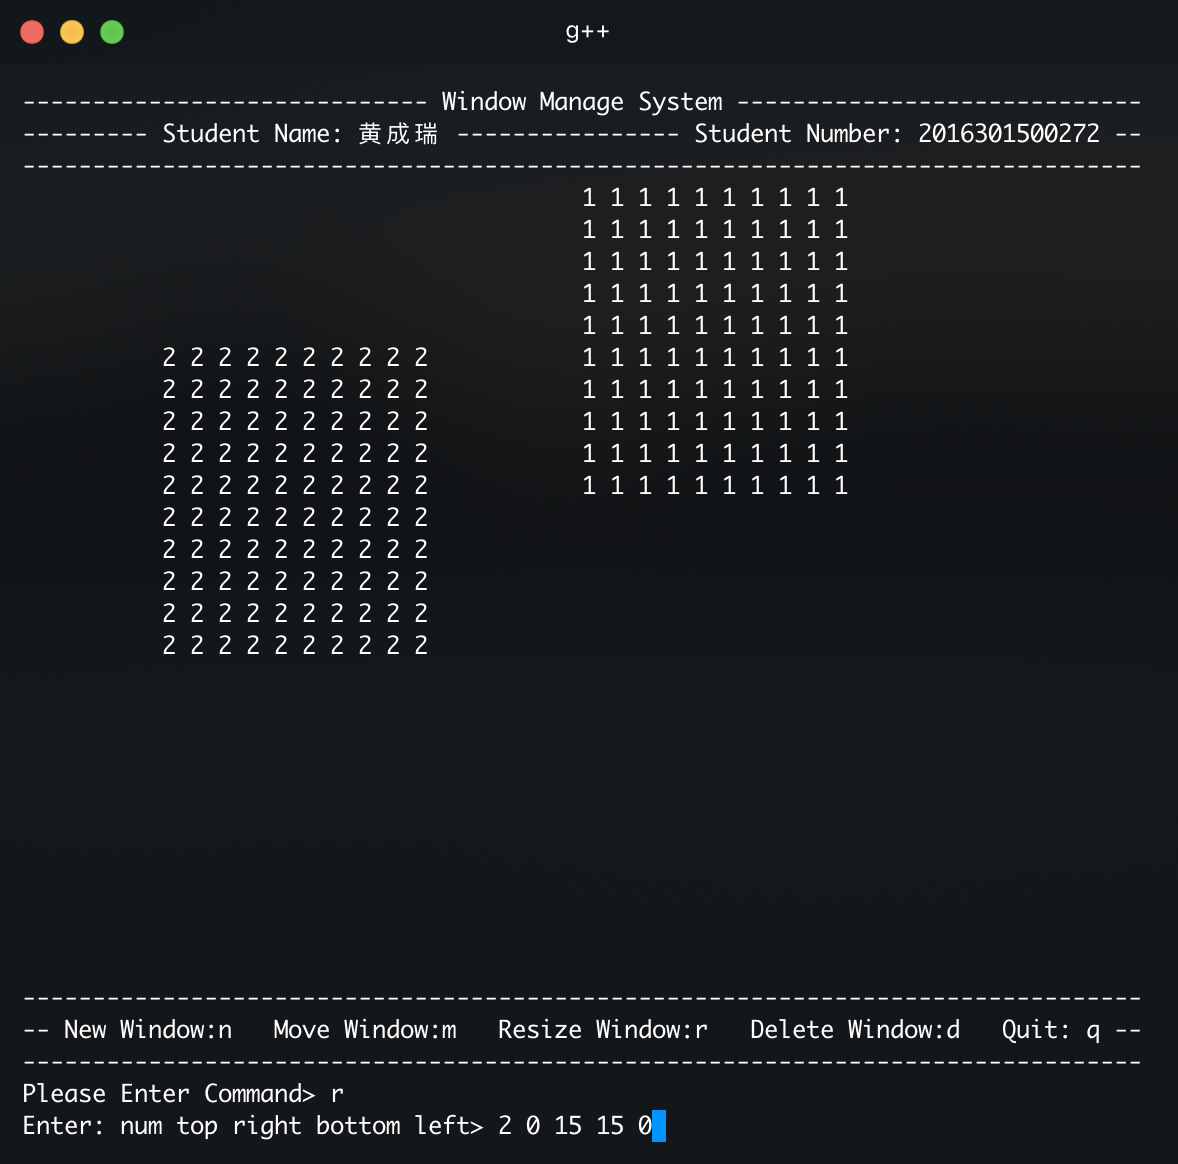 g++
----------------------------- Window Manage System -----------------------------
--------- Student Name: 黄成瑞 ---------------- Student Number: 2016301500272 --
--------------------------------------------------------------------------------
1 1 1 1 1 1 1 1 1 1
1 1 1 1 1 1 1 1 1 1
1 1 1 1 1 1 1 1 1 1
1 1 1 1 1 1 1 1 1 1
1 1 1 1 1 1 1 1 1 1
2 2 2 2 2 2 2 2 2 2           1 1 1 1 1 1 1 1 1 1
2 2 2 2 2 2 2 2 2 2           1 1 1 1 1 1 1 1 1 1
2 2 2 2 2 2 2 2 2 2           1 1 1 1 1 1 1 1 1 1
2 2 2 2 2 2 2 2 2 2           1 1 1 1 1 1 1 1 1 1
2 2 2 2 2 2 2 2 2 2           1 1 1 1 1 1 1 1 1 1
2 2 2 2 2 2 2 2 2 2
2 2 2 2 2 2 2 2 2 2
2 2 2 2 2 2 2 2 2 2
2 2 2 2 2 2 2 2 2 2
2 2 2 2 2 2 2 2 2 2
--------------------------------------------------------------------------------
-- New Window:n   Move Window:m   Resize Window:r   Delete Window:d   Quit: q --
--------------------------------------------------------------------------------
Please Enter Command> r
Enter: num top right bottom left> 2 0 15 15 0